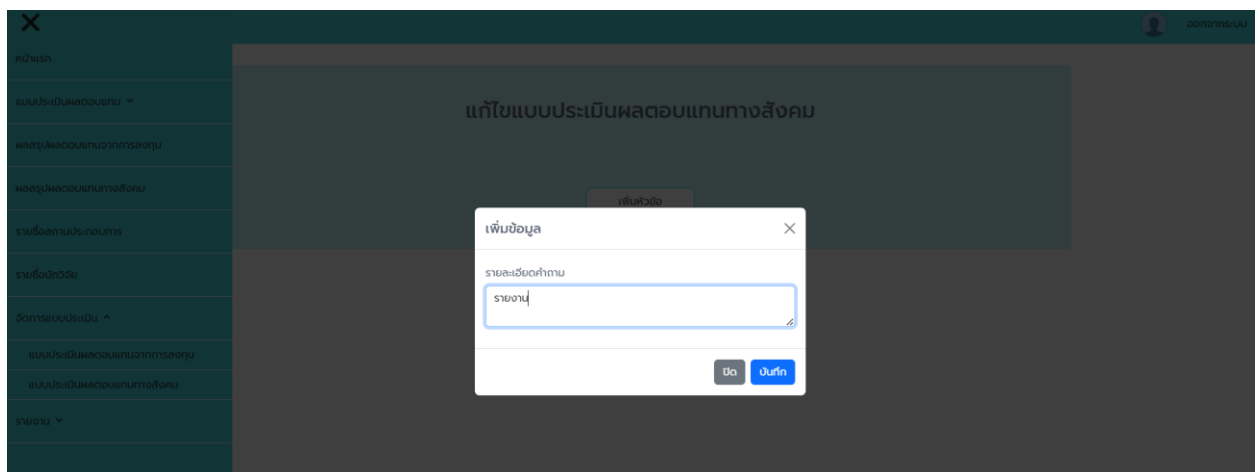 ออกจากระบบ
หน้าแรก
แบบประเมินผลตอบแทน
แก้ไขแบบประเมินผลตอบแทนทางสังคม
ผลสรุปผลตอบแทนจากการลงทุน
ผลสรุปผลตอบแทนทางสังคม
เพิ่มหัวข้อ
รายชื่อสถานประกอบการ
รายชื่อนักวิจัย
จัดการแบบประเมิน
แบบประเมินผลตอบแทนจากการลงทุน
แบบประเมินผลตอบแทนทางสังคม
รายงาน
เพิ่มข้อมูล
รายละเอียดคำถาม
รายงาน
ปิด บันทึก